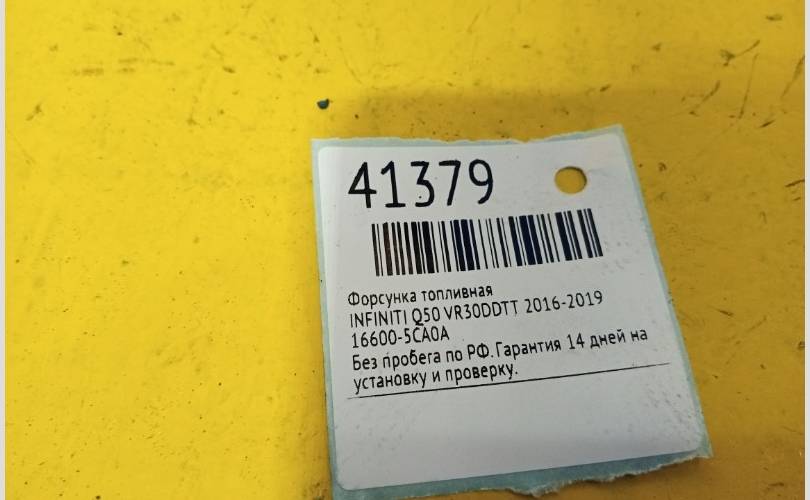 41379
Форсунка топливная
INFINITI Q50 VR30DDTT 2016-2019
16600-5CA0A
Без пробега по РФ. Гарантия 14 дней на
установку и проверку.